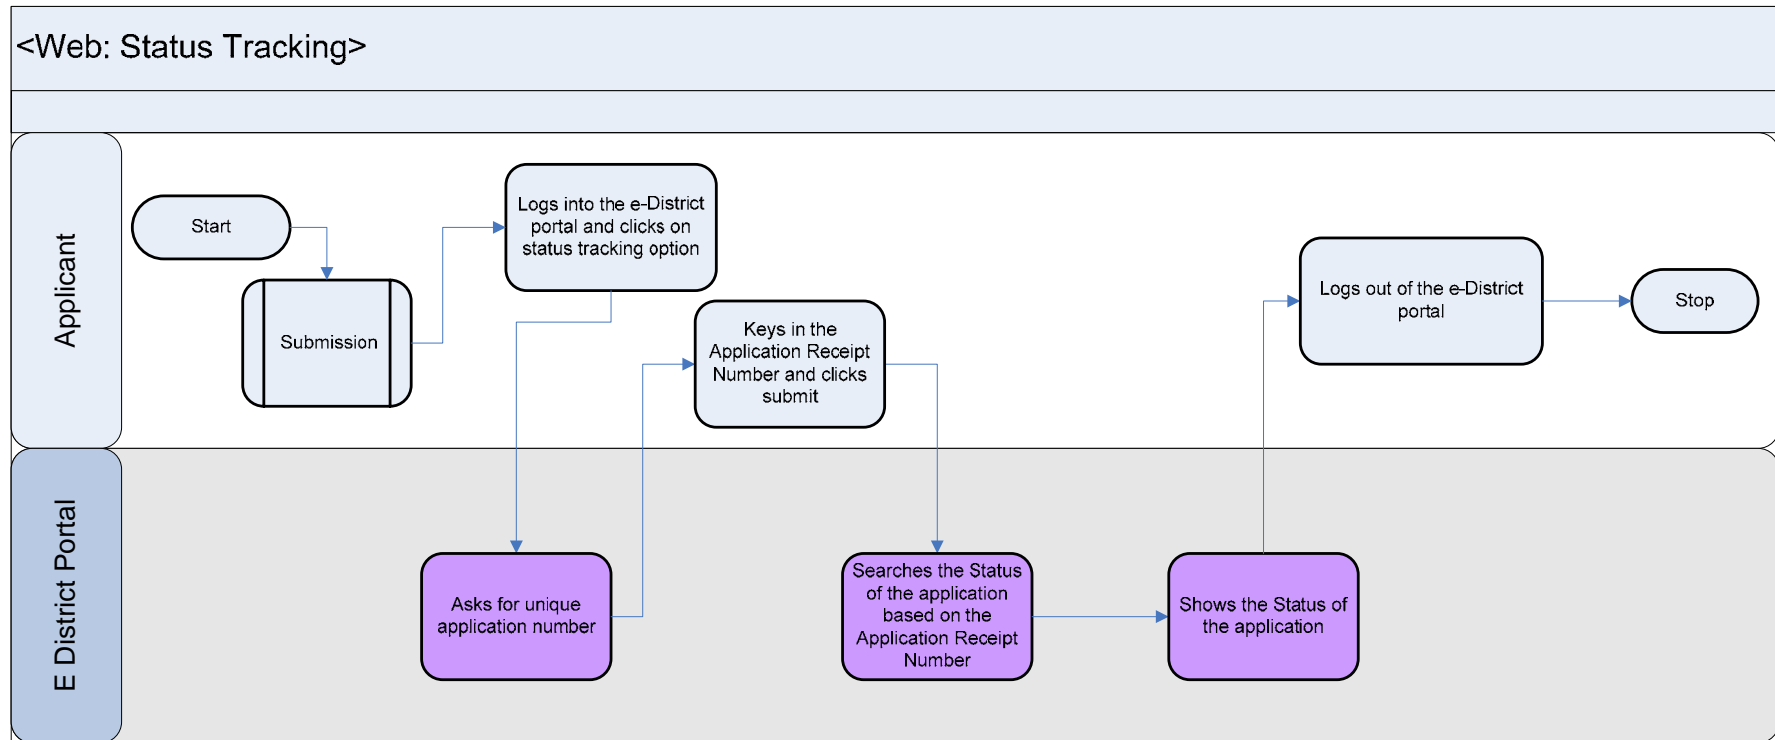 <Web: Status Tracking>
Applicant
Start
Submission
Logs into the e-District
portal and clicks on
status tracking option
Keys in the
Application Receipt
Number and clicks
submit
Logs out of the e-District
portal
Stop
E District Portal
Asks for unique
application number
Searches the Status
of the application
based on the
Application Receipt
Number
Shows the Status of
the application